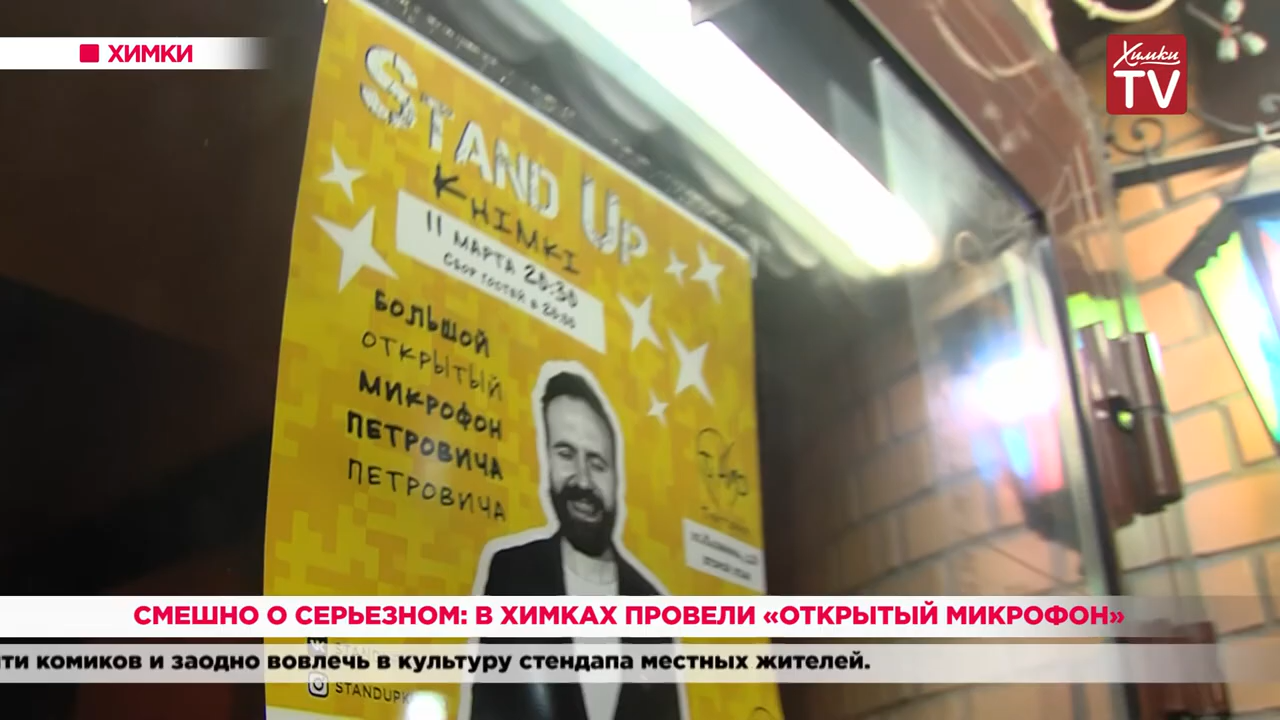 ХИМКИ
Химки
TV
STAND UP
KHIMKI
11 МАРТА 20:30
СБОР ГОСТЕЙ В 20:00
БОЛЬШОЙ
ОТКРЫТЫЙ
МИКРОФОН
ПЕТРОВИЧА
ПЕТРОВИЧА
СМЕШНО О СЕРЬЕЗНОМ: В ХИМКАХ ПРОВЕЛИ «ОТКРЫТЫЙ МИКРОФОН»
ти комиков и заодно вовлечь в культуру стендапа местных жителей.
STANDUPK